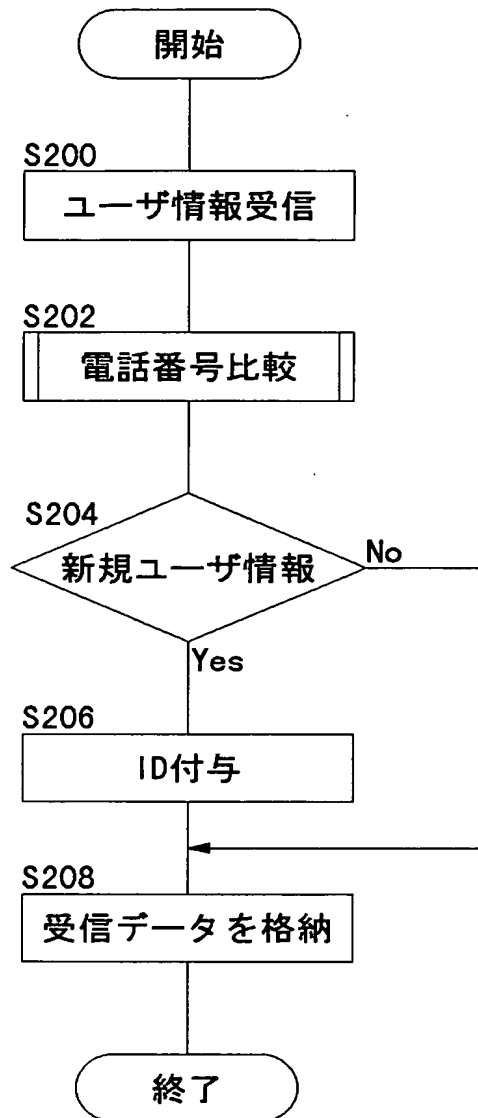 開始
S200
ユーザ情報受信
S202
電話番号比較
S204
新規ユーザ情報
No
Yes
S206
ID付与
S208
受信データを格納
終了